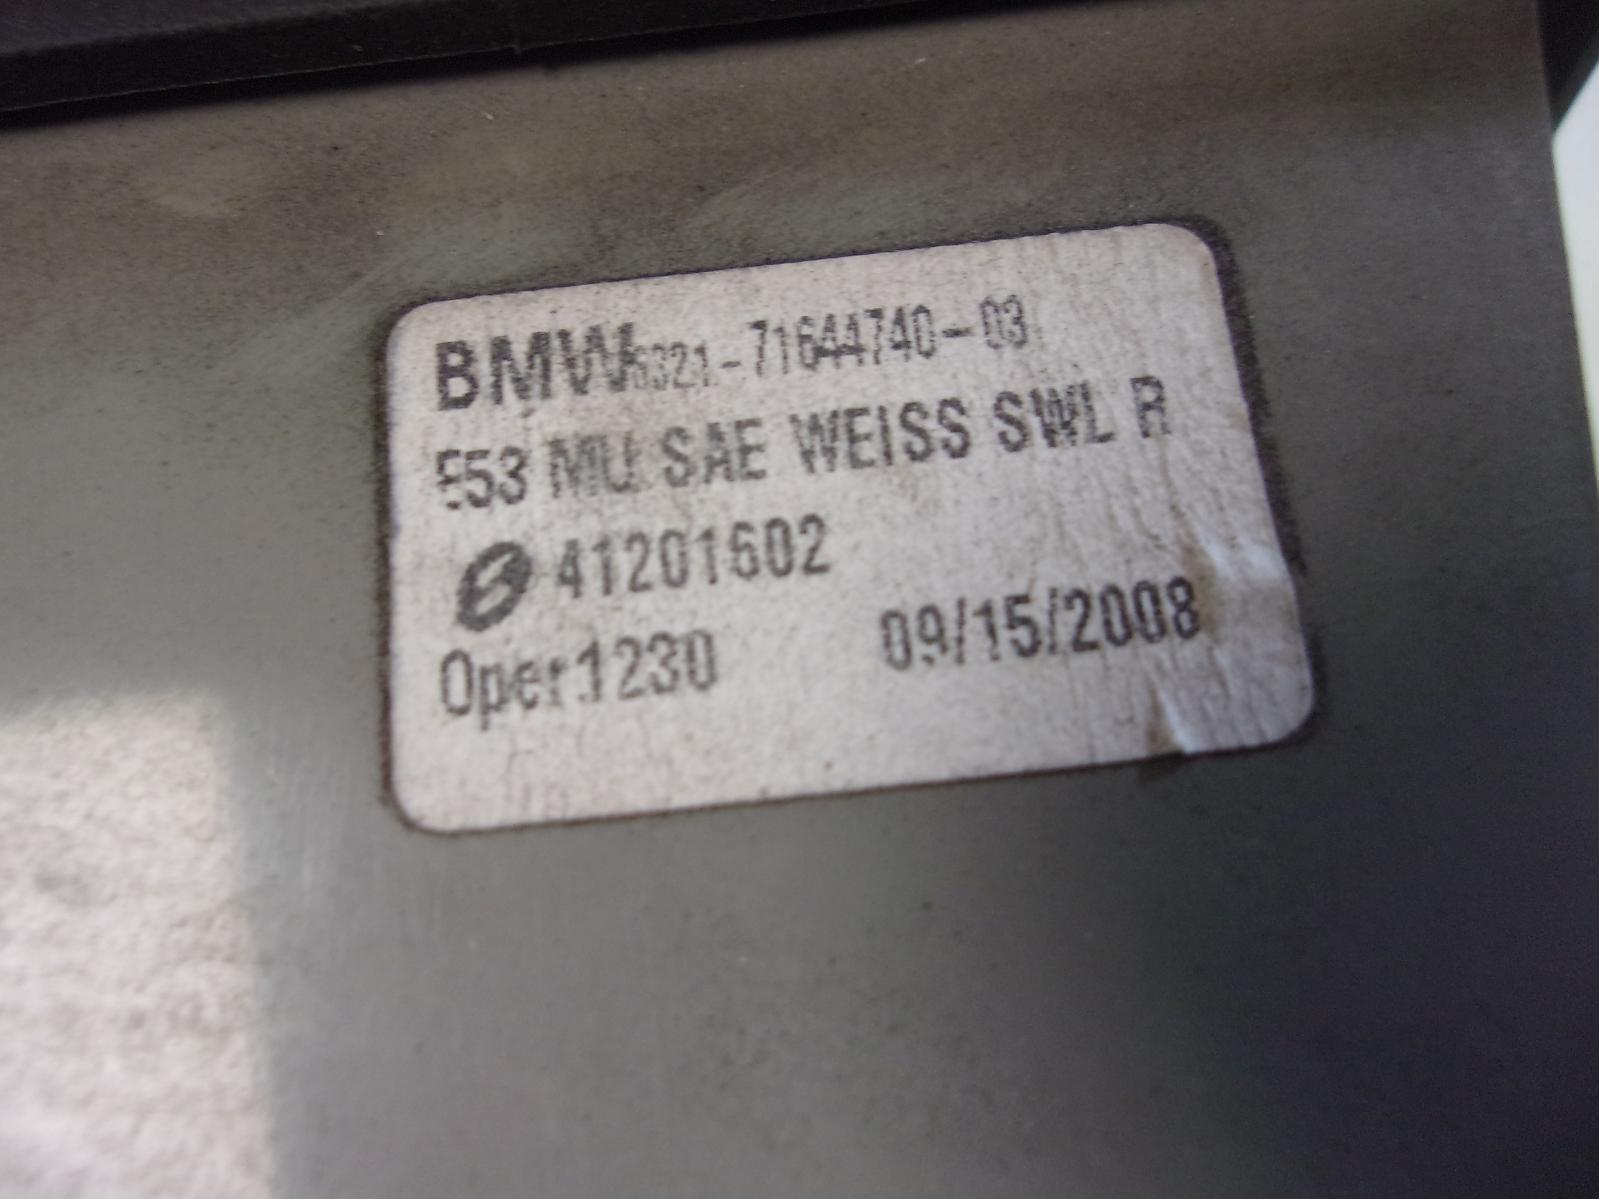 BMW 6321-71644740-03
E53 MU SAE WEISS SWL R
41201602
Oper1230 09/15/2008